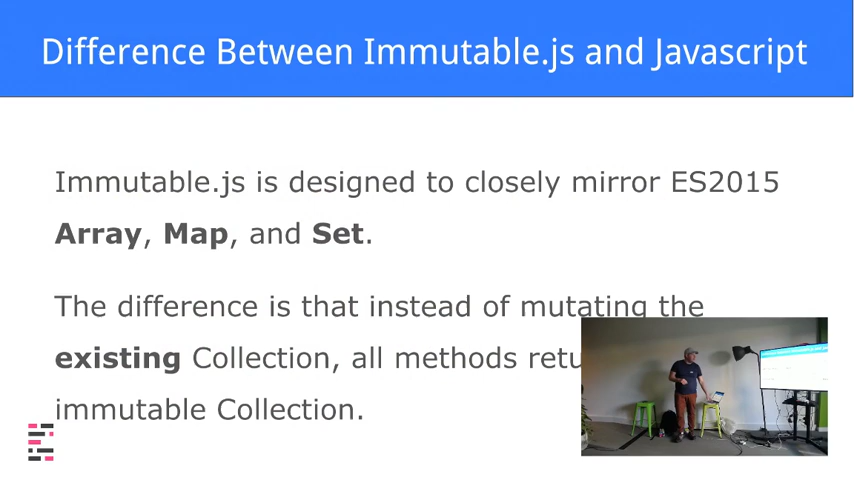 Difference Between Immutable.js and Javascript
Immutable.js is designed to closely mirror ES2015
Array, Map, and Set.
The difference is that instead of mutating the
existing Collection, all methods
immutable Collection.